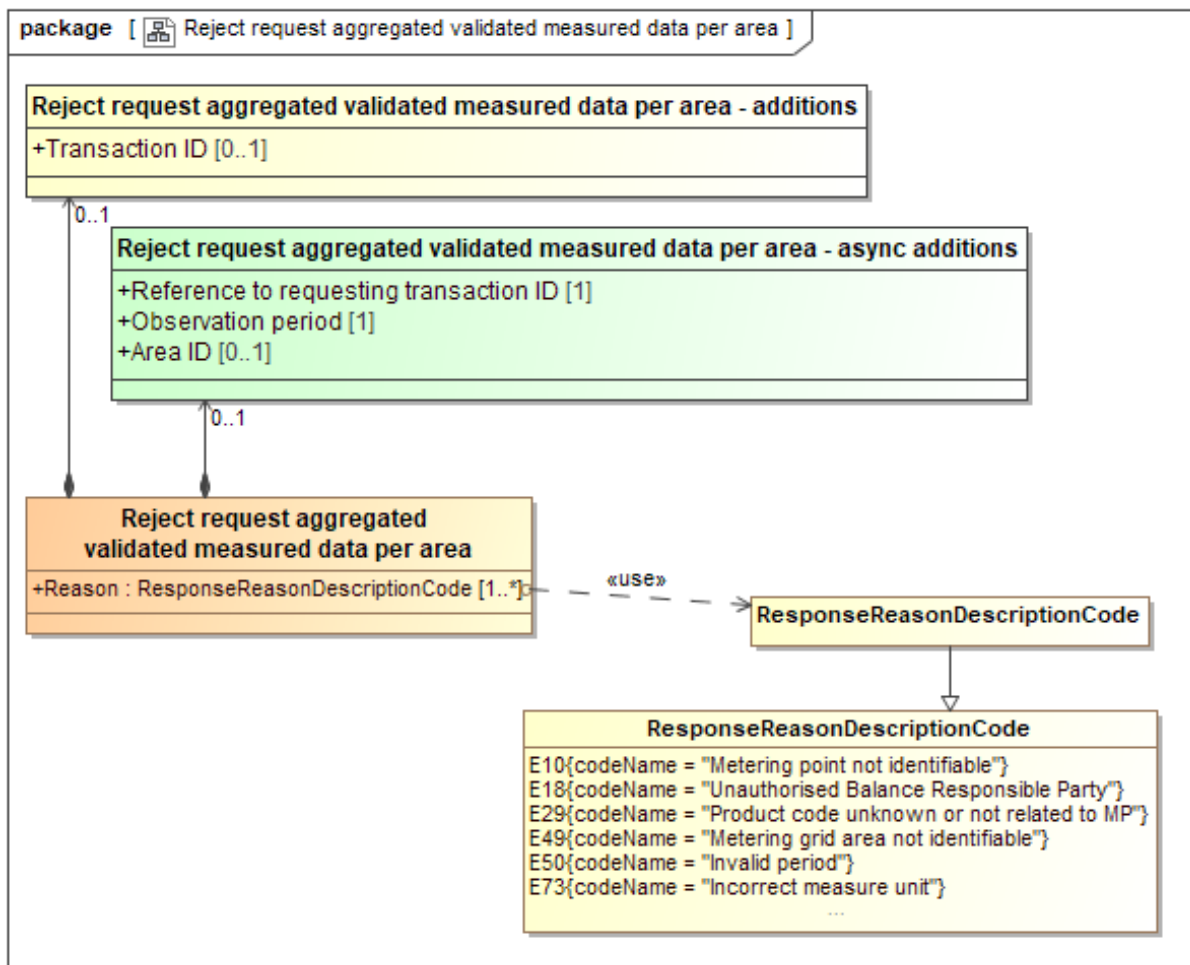 package [ Reject request aggregated validated measured data per area ]
Reject request aggregated validated measured data per area - additions
+Transaction ID [0..1]
0..1
Reject request aggregated validated measured data per area - async additions
+Reference to requesting transaction ID [1]
+Observation period [1]
+Area ID [0..1]
0..1
Reject request aggregated
validated measured data per area
+Reason : ResponseReasonDescriptionCode [1..*]
«use»
ResponseReasonDescriptionCode
ResponseReasonDescriptionCode
E10{codeName = "Metering point not identifiable"}
E18{codeName = "Unauthorised Balance Responsible Party"}
E29{codeName = "Product code unknown or not related to MP"}
E49{codeName = "Metering grid area not identifiable"}
E50{codeName = "Invalid period"}
E73{codeName = "Incorrect measure unit"}
...